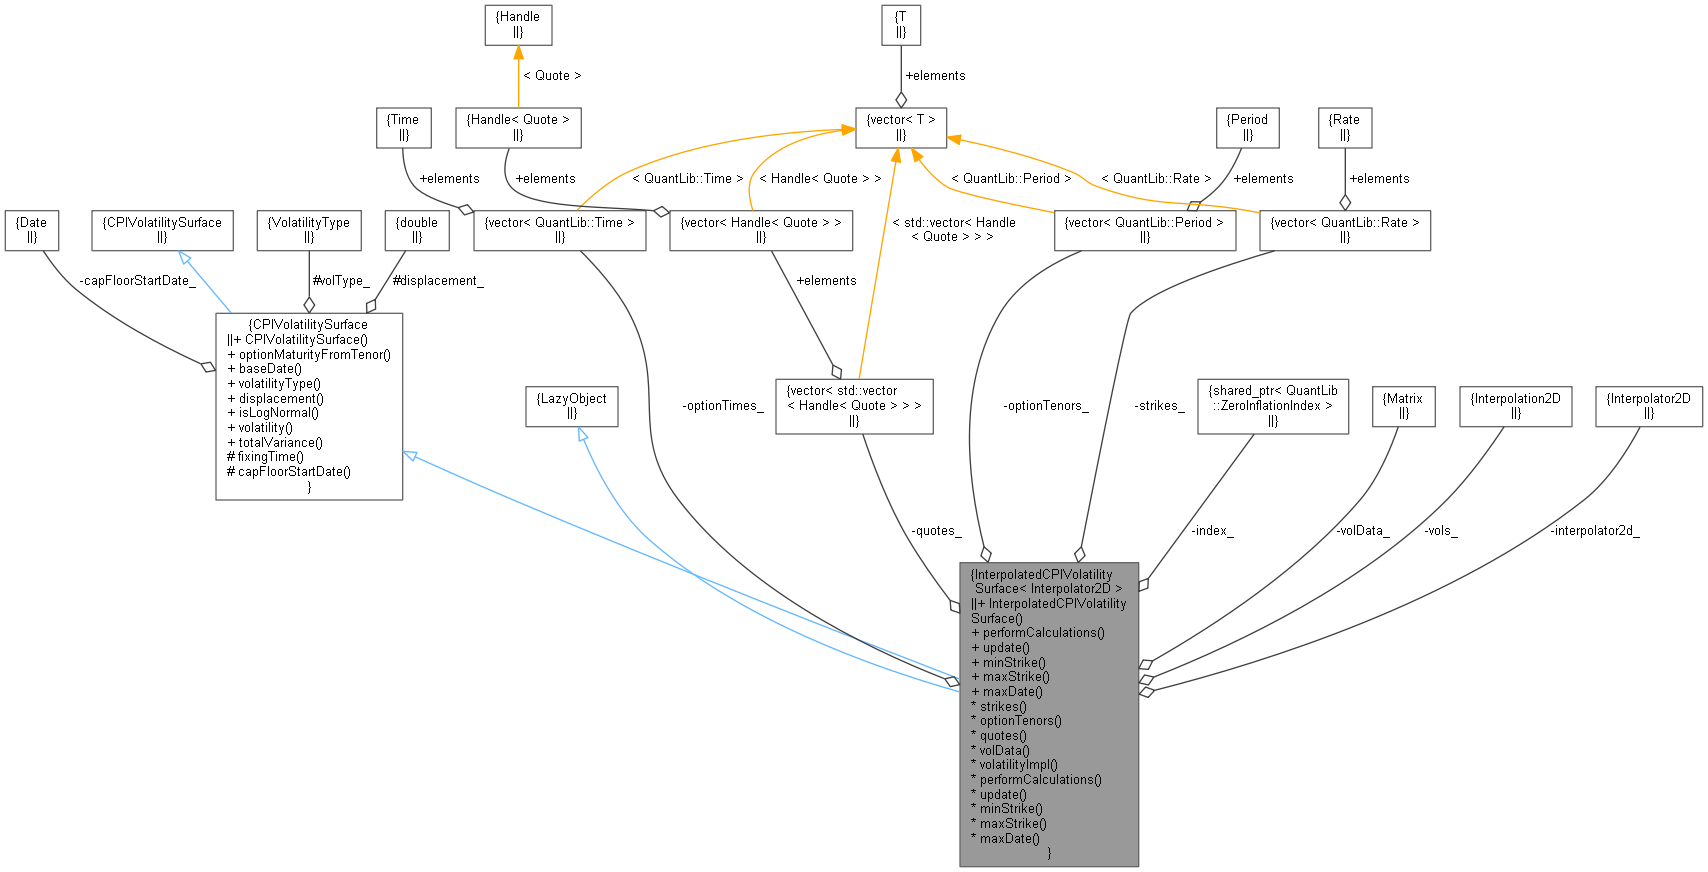 {Handle
||}
{T
||}
< Quote >
+elements
{Time
||}
{Handle< Quote >
||}
{vector< T >
||}
{Period
||}
{Rate
||}
+elements
+elements
< QuantLib::Time >
< Handle< Quote > >
< QuantLib::Period >
< QuantLib::Rate >
+elements
+elements
{Date
||}
{CPIVolatilitySurface
||}
{VolatilityType
||}
{double
||}
{vector< QuantLib::Time >
||}
{vector< Handle< Quote > >
||}
< std::vector< Handle
< Quote > > >
{vector< QuantLib::Period >
||}
{vector< QuantLib::Rate >
||}
-capFloorStartDate_
#volType_
#displacement_
+elements
{CPIVolatilitySurface
||+ CPIVolatilitySurface()
+ optionMaturityFromTenor()
+ baseDate()
+ volatilityType()
+ displacement()
+ isLogNormal()
+ volatility()
+ totalVariance()
# fixingTime()
# capFloorStartDate()
}
{LazyObject
||}
-optionTimes_
{vector< std::vector
< Handle< Quote > > >
||}
-optionTenors_
-strikes_
{shared_ptr< QuantLib
::ZeroInflationIndex >
||}
{Matrix
||}
{Interpolation2D
||}
{Interpolator2D
||}
-quotes_
-index_
-volData_
-vols_
-interpolator2d_
{InterpolatedCPIVolatility
Surface< Interpolator2D >
||+ InterpolatedCPIVolatility
Surface()
+ performCalculations()
+ update()
+ minStrike()
+ maxStrike()
+ maxDate()
* strikes()
* optionTenors()
* quotes()
* volData()
* volatilityImpl()
* performCalculations()
* update()
* minStrike()
* maxStrike()
* maxDate()
}